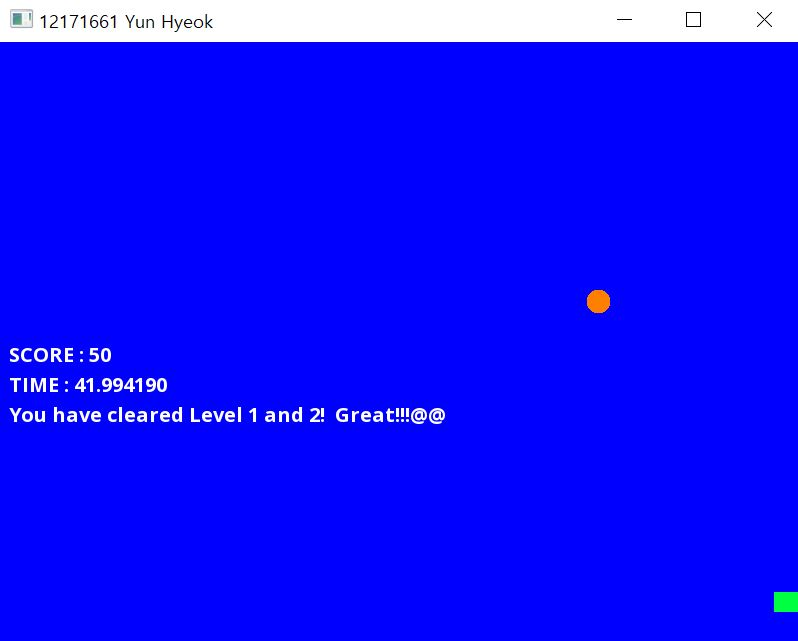 12171661 Yun Hyeok
SCORE : 50
TIME : 41.994190
You have cleared Level 1 and 2!  Great!!!@@